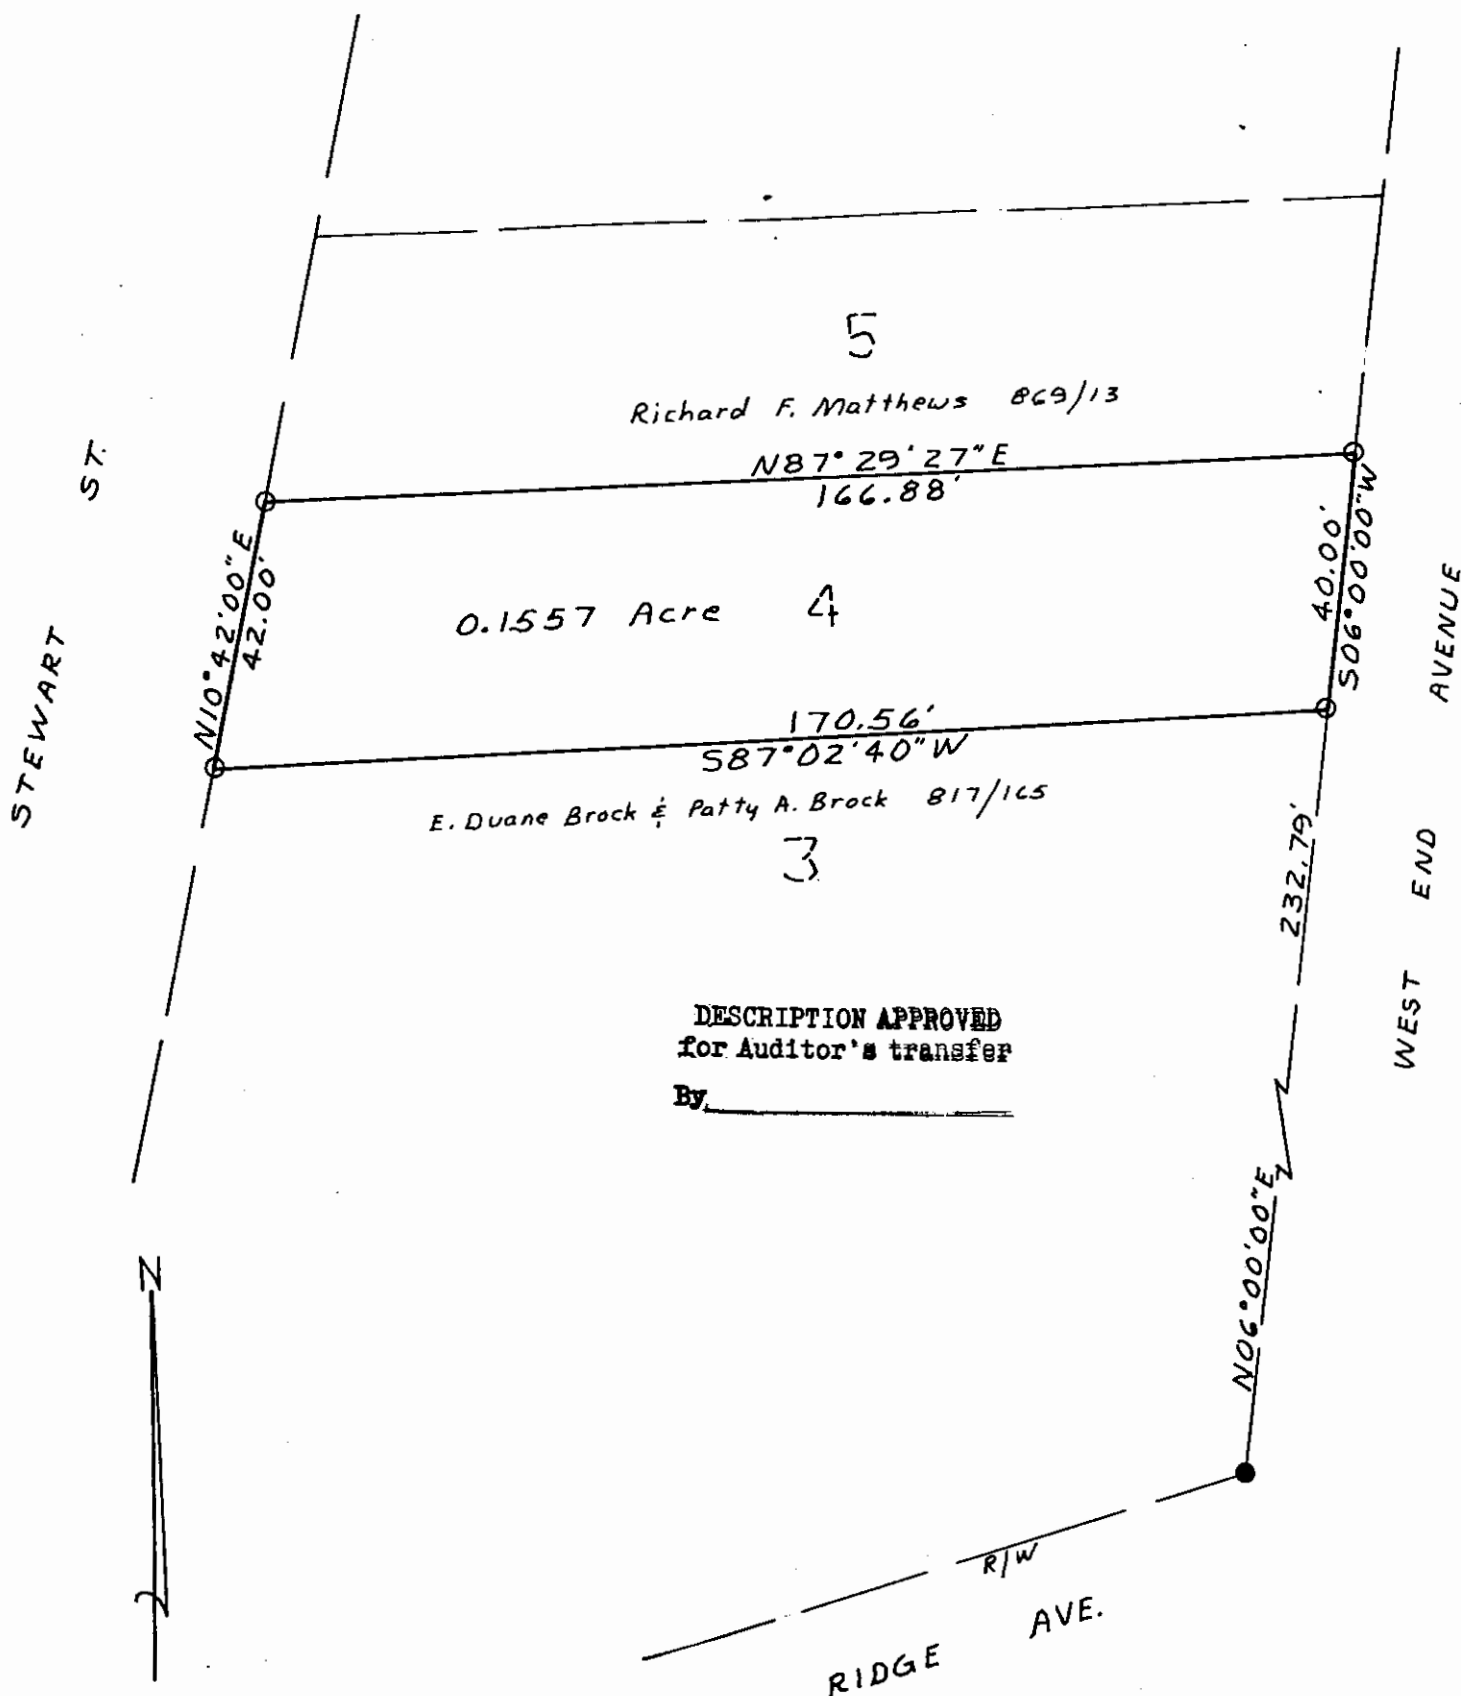 5
Richard F. Matthews 869/13
N87°29'27"E
166.88'
ST.
STEWART
N10°42'00"E
42.00'
0.1557 Acre 4
40.00'
S06°00'00"W
170.56'
S87°02'40"W
E. Duane Brock & Patty A. Brock 817/165
3
232.79'
WEST END AVENUE
DESCRIPTION APPROVED
for Auditor's transfer
By
N06°00'00"E
N
R/W
RIDGE AVE.